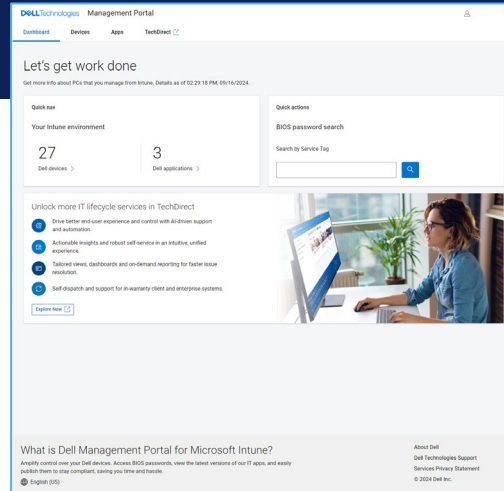 DELLTechnologies Management Portal
Dashboard Devices Apps TechDirect
Let's get work done
Get more info about PCs that you manage from Intune. Details as of 02:29:18 PM, 09/16/2024.
Quick nav
Your Intune environment
27
Dell devices >
3
Dell applications >
Quick actions
BIOS password search
Search by Service Tag
Unlock more IT lifecycle services in TechDirect
Drive better end-user experience and control with AI-driven support
and automation.
Actionable insights and robust self-service in an intuitive, unified
experience.
Tailored views, dashboards and on-demand reporting for faster issue
resolution.
Self-dispatch and support for in-warranty client and enterprise systems.
Explore Now
What is Dell Management Portal for Microsoft Intune?
Amplify control over your Dell devices. Access BIOS passwords, view the latest versions of our IT apps, and easily
publish them to stay compliant, saving you time and hassle.
English (US)
About Dell
Dell Technologies Support
Services Privacy Statement
© 2024 Dell Inc.